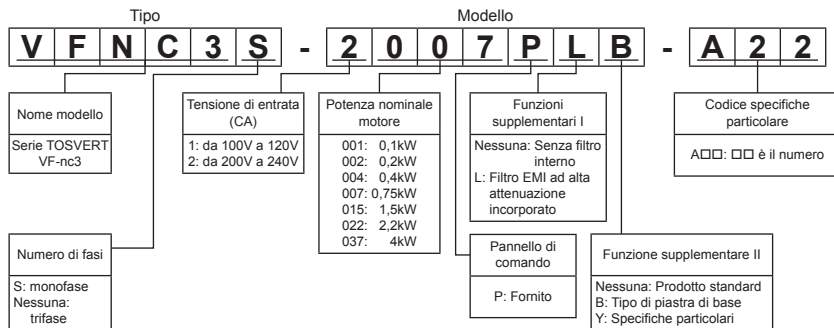 Tipo
Modello
V F N C 3 S - 2 0 0 7 P L B - A 2 2
Nome modello
Serie TOSVERT
VF-nc3
Tensione di entrata
(CA)
1: da 100V a 120V
2: da 200V a 240V
Potenza nominale
motore
001: 0,1kW
002: 0,2kW
004: 0,4kW
007: 0,75kW
015: 1,5kW
022: 2,2kW
037: 4kW
Funzioni
supplementari I
Nessuna: Senza filtro
interno
L: Filtro EMI ad alta
attenuazione
incorporato
Codice specifiche
particolare
A□□: □□ è il numero
Numero di fasi
S: monofase
Nessuna:
trifase
Pannello di
comando
P: Fornito
Funzione supplementare II
Nessuna: Prodotto standard
B: Tipo di piastra di base
Y: Specifiche particolari